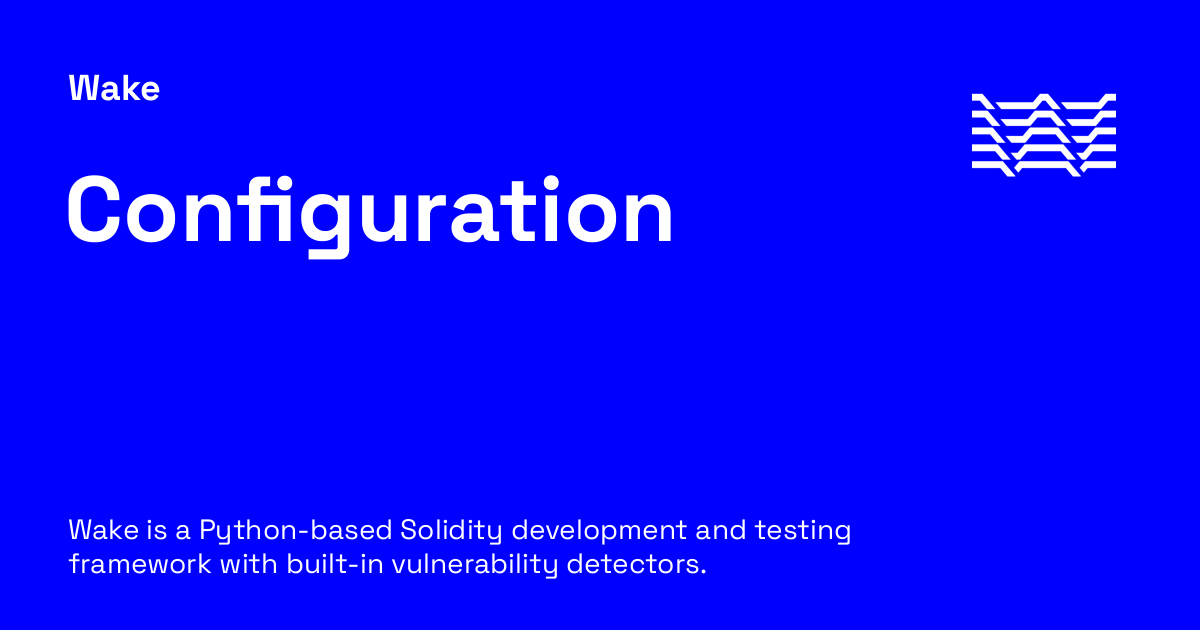 Wake
Configuration
Wake is a Python-based Solidity development and testing
framework with built-in vulnerability detectors.